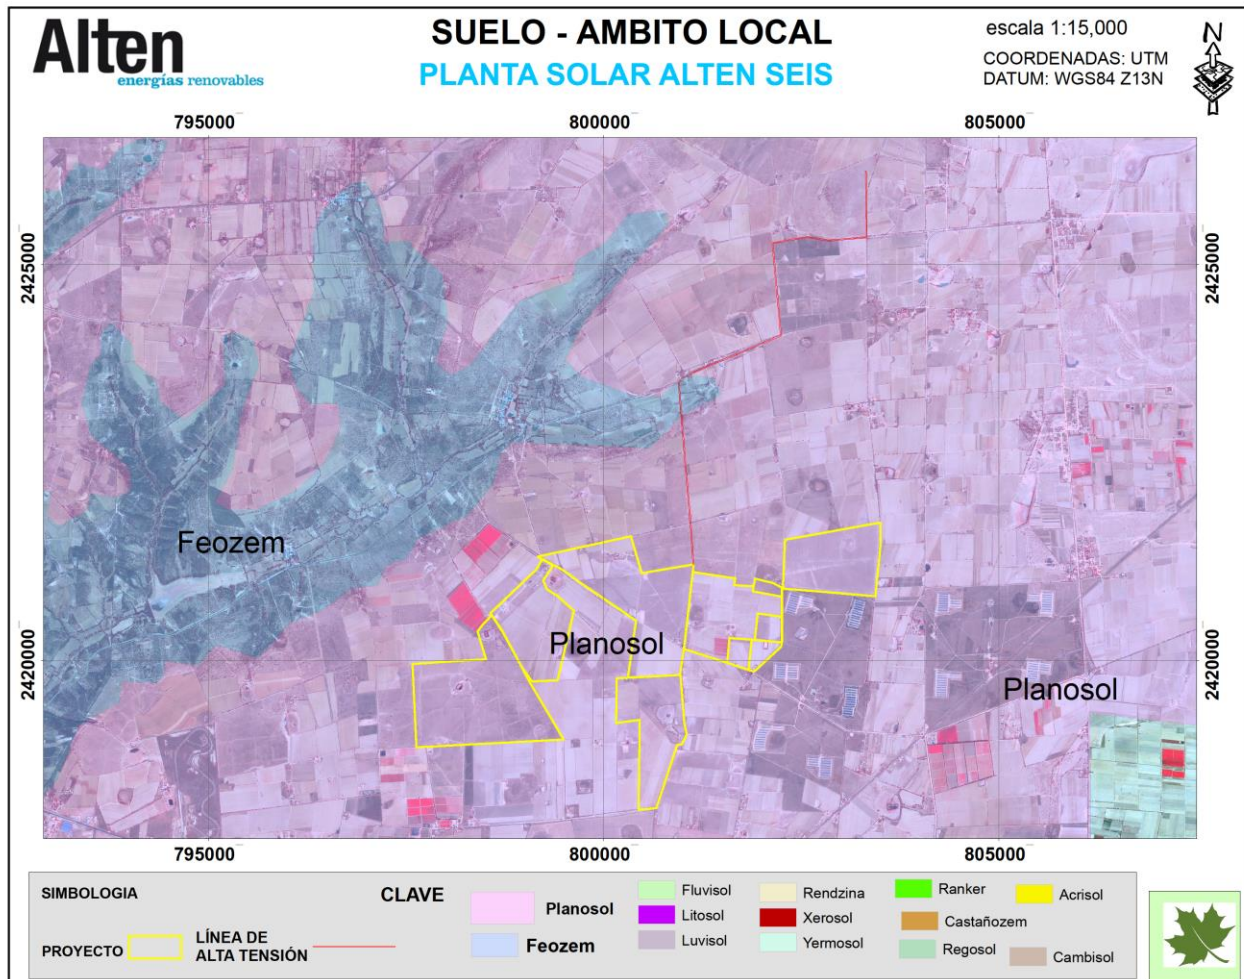 Alten
energías renovables
SUELO - AMBITO LOCAL
PLANTA SOLAR ALTEN SEIS
escala 1:15,000
COORDENADAS: UTM
DATUM: WGS84 Z13N
N
795000 800000 805000
2425000 2425000
Feozem
Planosol
2420000 2420000
Planosol
795000 800000 805000
SIMBOLOGIA
PROYECTO
LÍNEA DE
ALTA TENSIÓN
CLAVE
Planosol
Feozem
Fluvisol
Litosol
Luvisol
Rendzina
Xerosol
Yermosol
Ranker
Castañozem
Regosol
Acrisol
Cambisol